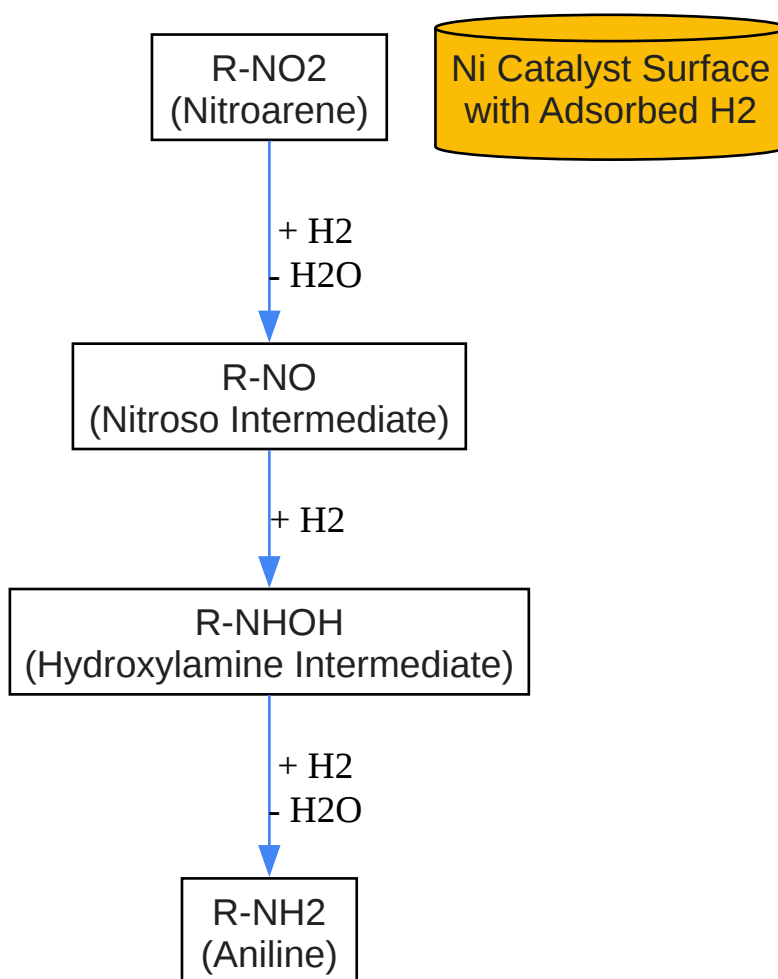 R-NO2
(Nitroarene)
Ni Catalyst Surface
with Adsorbed H2
+ H2
- H2O
R-NO
(Nitroso Intermediate)
+ H2
R-NHOH
(Hydroxylamine Intermediate)
+ H2
- H2O
R-NH2
(Aniline)